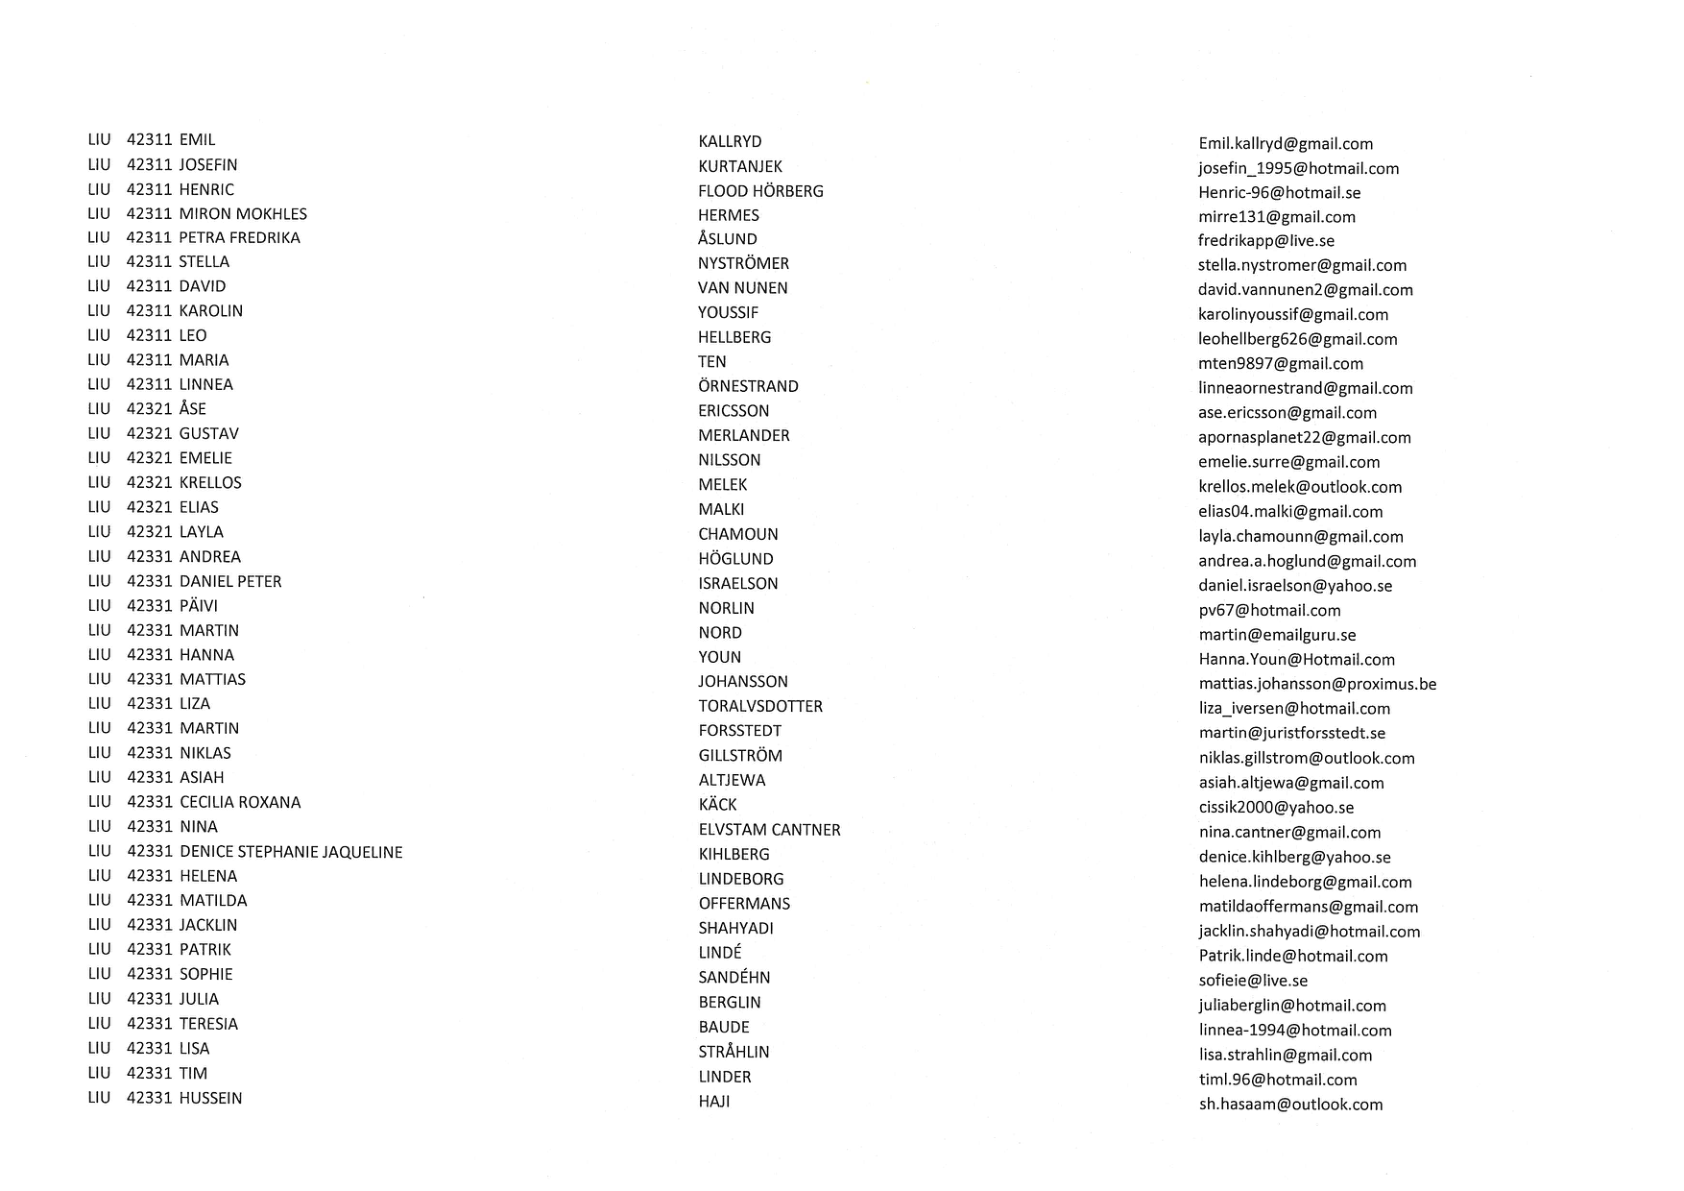 LIU 42311 EMIL KALLRYD Emil.kallryd@gmail.com
LIU 42311 JOSEFIN KURTANJEK josefin_1995@hotmail.com
LIU 42311 HENRIC FLOOD HÖRBERG Henric-96@hotmail.se
LIU 42311 MIRON MOKHLES HERMES mirre131@gmail.com
LIU 42311 PETRA FREDRIKA ÅSLUND fredrikapp@live.se
LIU 42311 STELLA NYSTRÖMER stella.nystromer@gmail.com
LIU 42311 DAVID VAN NUNEN david.vannunen2@gmail.com
LIU 42311 KAROLIN YOUSSIF karolinyoussif@gmail.com
LIU 42311 LEO HELLBERG leohellberg626@gmail.com
LIU 42311 MARIA TEN mten9897@gmail.com
LIU 42311 LINNEA ÖRNESTRAND linneaornestrand@gmail.com
LIU 42321 ÅSE ERICSSON ase.ericsson@gmail.com
LIU 42321 GUSTAV MERLANDER apornasplanet22@gmail.com
LIU 42321 EMELIE NILSSON emelie.surre@gmail.com
LIU 42321 KRELLOS MELEK krellos.melek@outlook.com
LIU 42321 ELIAS MALKI elias04.malki@gmail.com
LIU 42321 LAYLA CHAMOUN layla.chamounn@gmail.com
LIU 42331 ANDREA HÖGLUND andrea.a.hoglund@gmail.com
LIU 42331 DANIEL PETER ISRAELSON daniel.israelson@yahoo.se
LIU 42331 PÄIVI NORLIN pv67@hotmail.com
LIU 42331 MARTIN NORD martin@emailguru.se
LIU 42331 HANNA YOUN Hanna.Youn@Hotmail.com
LIU 42331 MATTIAS JOHANSSON mattias.johansson@proximus.be
LIU 42331 LIZA TORALVSDOTTER liza_iversen@hotmail.com
LIU 42331 MARTIN FORSSTEDT martin@juristforsstedt.se
LIU 42331 NIKLAS GILLSTRÖM niklas.gillstrom@outlook.com
LIU 42331 ASIAH ALTJEWA asiah.altjewa@gmail.com
LIU 42331 CECILIA ROXANA KÄCK cissik2000@yahoo.se
LIU 42331 NINA ELVSTAM CANTNER nina.cantner@gmail.com
LIU 42331 DENICE STEPHANIE JAQUELINE KIHLBERG denice.kihlberg@yahoo.se
LIU 42331 HELENA LINDEBORG helena.lindeborg@gmail.com
LIU 42331 MATILDA OFFERMANS matildaoffermans@gmail.com
LIU 42331 JACKLIN SHAHYADI jacklin.shahyadi@hotmail.com
LIU 42331 PATRIK LINDÉ Patrik.linde@hotmail.com
LIU 42331 SOPHIE SANDÉHN sofieie@live.se
LIU 42331 JULIA BERGLIN juliaberglin@hotmail.com
LIU 42331 TERESIA BAUDE linnea-1994@hotmail.com
LIU 42331 LISA STRÅHLIN lisa.strahlin@gmail.com
LIU 42331 TIM LINDER timl.96@hotmail.com
LIU 42331 HUSSEIN HAJI sh.hasaam@outlook.com